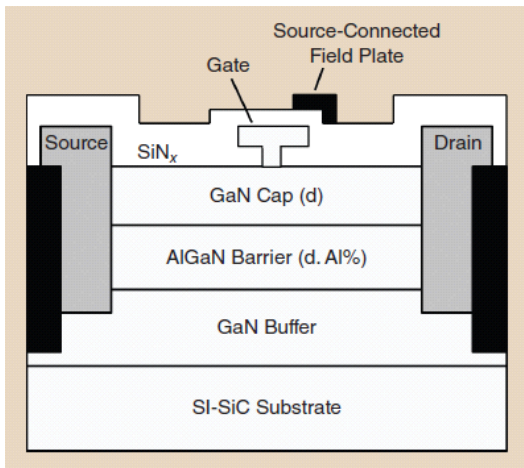 Source-Connected
Field Plate
Gate
Source
SiNx
Drain
GaN Cap (d)
AlGaN Barrier (d. Al%)
GaN Buffer
SI-SiC Substrate